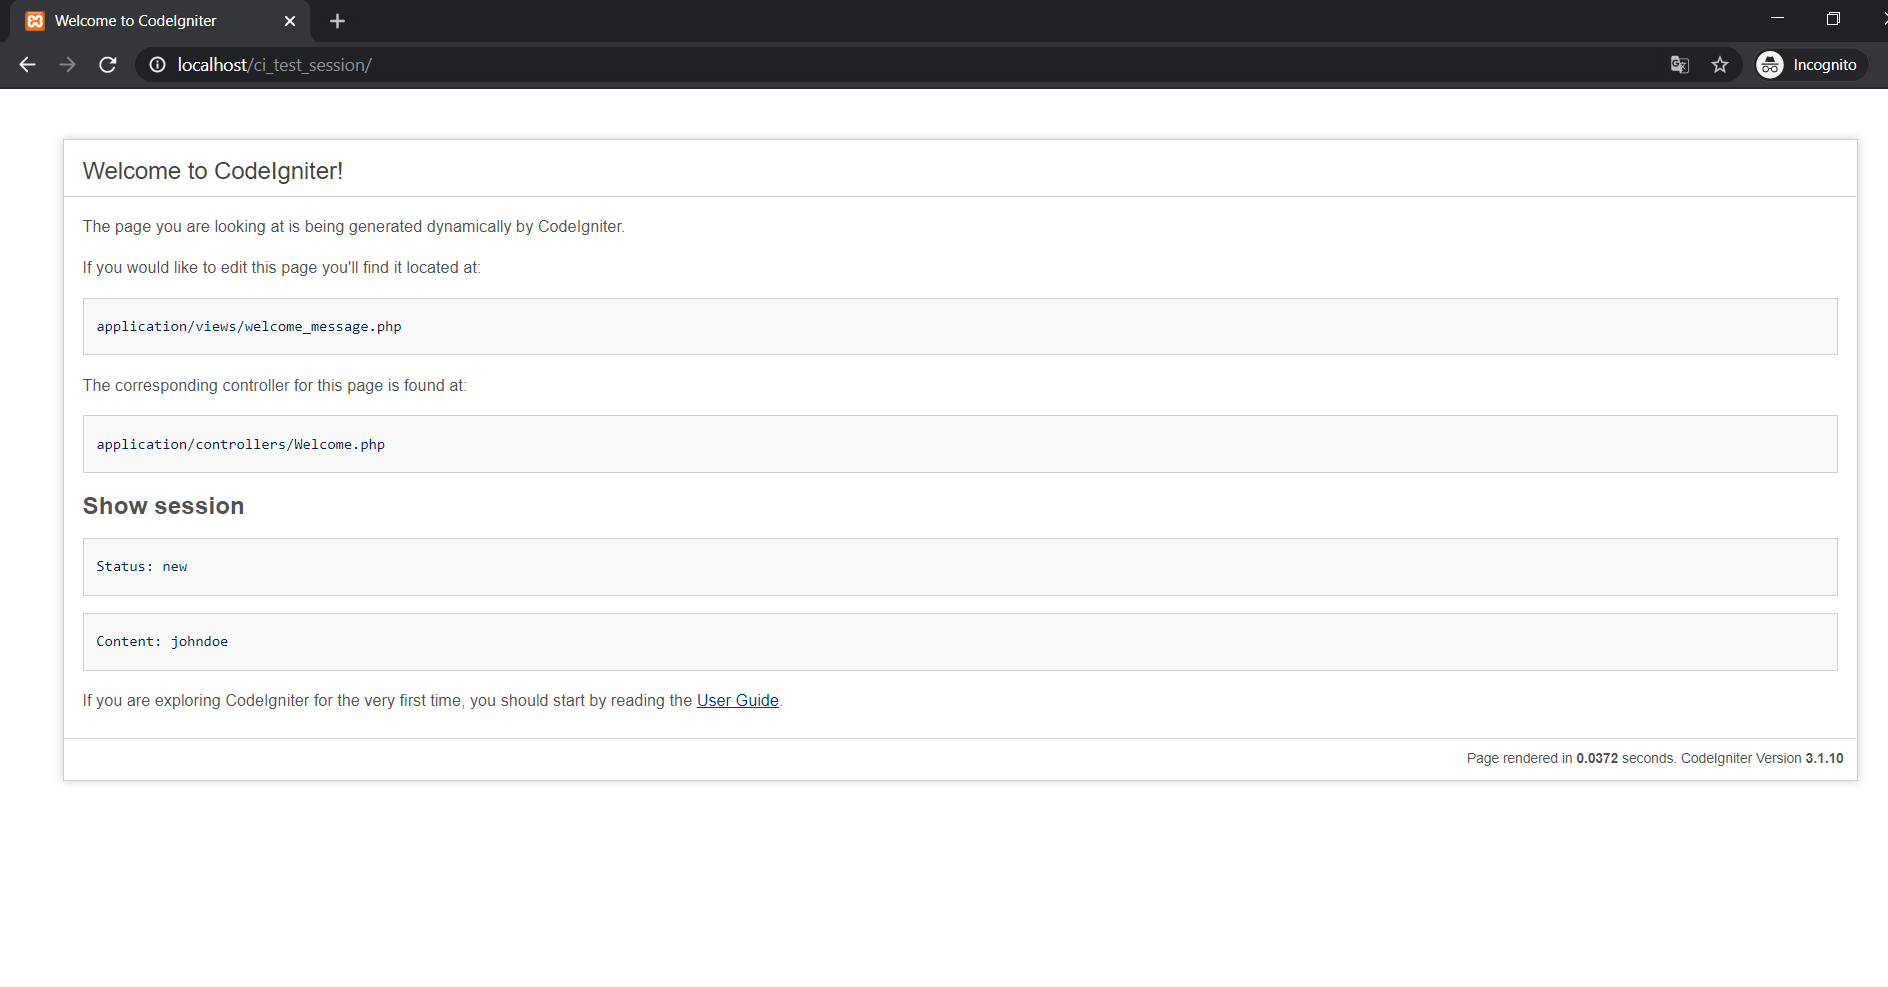 Welcome to CodeIgniter
localhost/ci_test_session/
Incognito
Welcome to CodeIgniter!
The page you are looking at is being generated dynamically by CodeIgniter.
If you would like to edit this page you'll find it located at:
application/views/welcome_message.php
The corresponding controller for this page is found at:
application/controllers/Welcome.php
Show session
Status: new
Content: johndoe
If you are exploring CodeIgniter for the very first time, you should start by reading the User Guide.
Page rendered in 0.0372 seconds. CodeIgniter Version 3.1.10